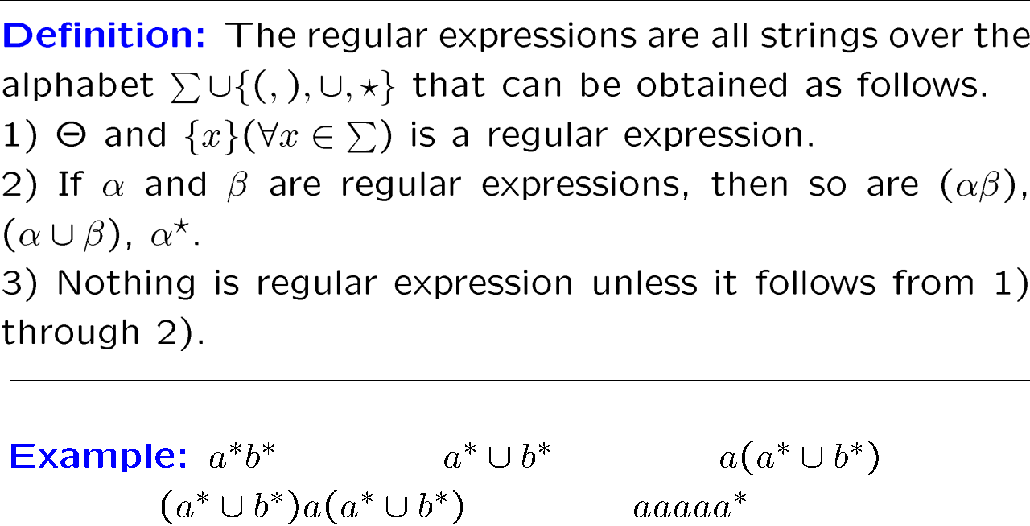 Definition: The regular expressions are all strings over the
alphabet ∑ ∪{(, ), ∪, ⋆} that can be obtained as follows.
1) Θ and {x}(∀x ∈ ∑) is a regular expression.
2) If α and β are regular expressions, then so are (αβ),
(α ∪ β), α⋆.
3) Nothing is regular expression unless it follows from 1)
through 2).
Example: a*b* a* ∪ b* a(a* ∪ b*)
(a* ∪ b*)a(a* ∪ b*) aaaaa*